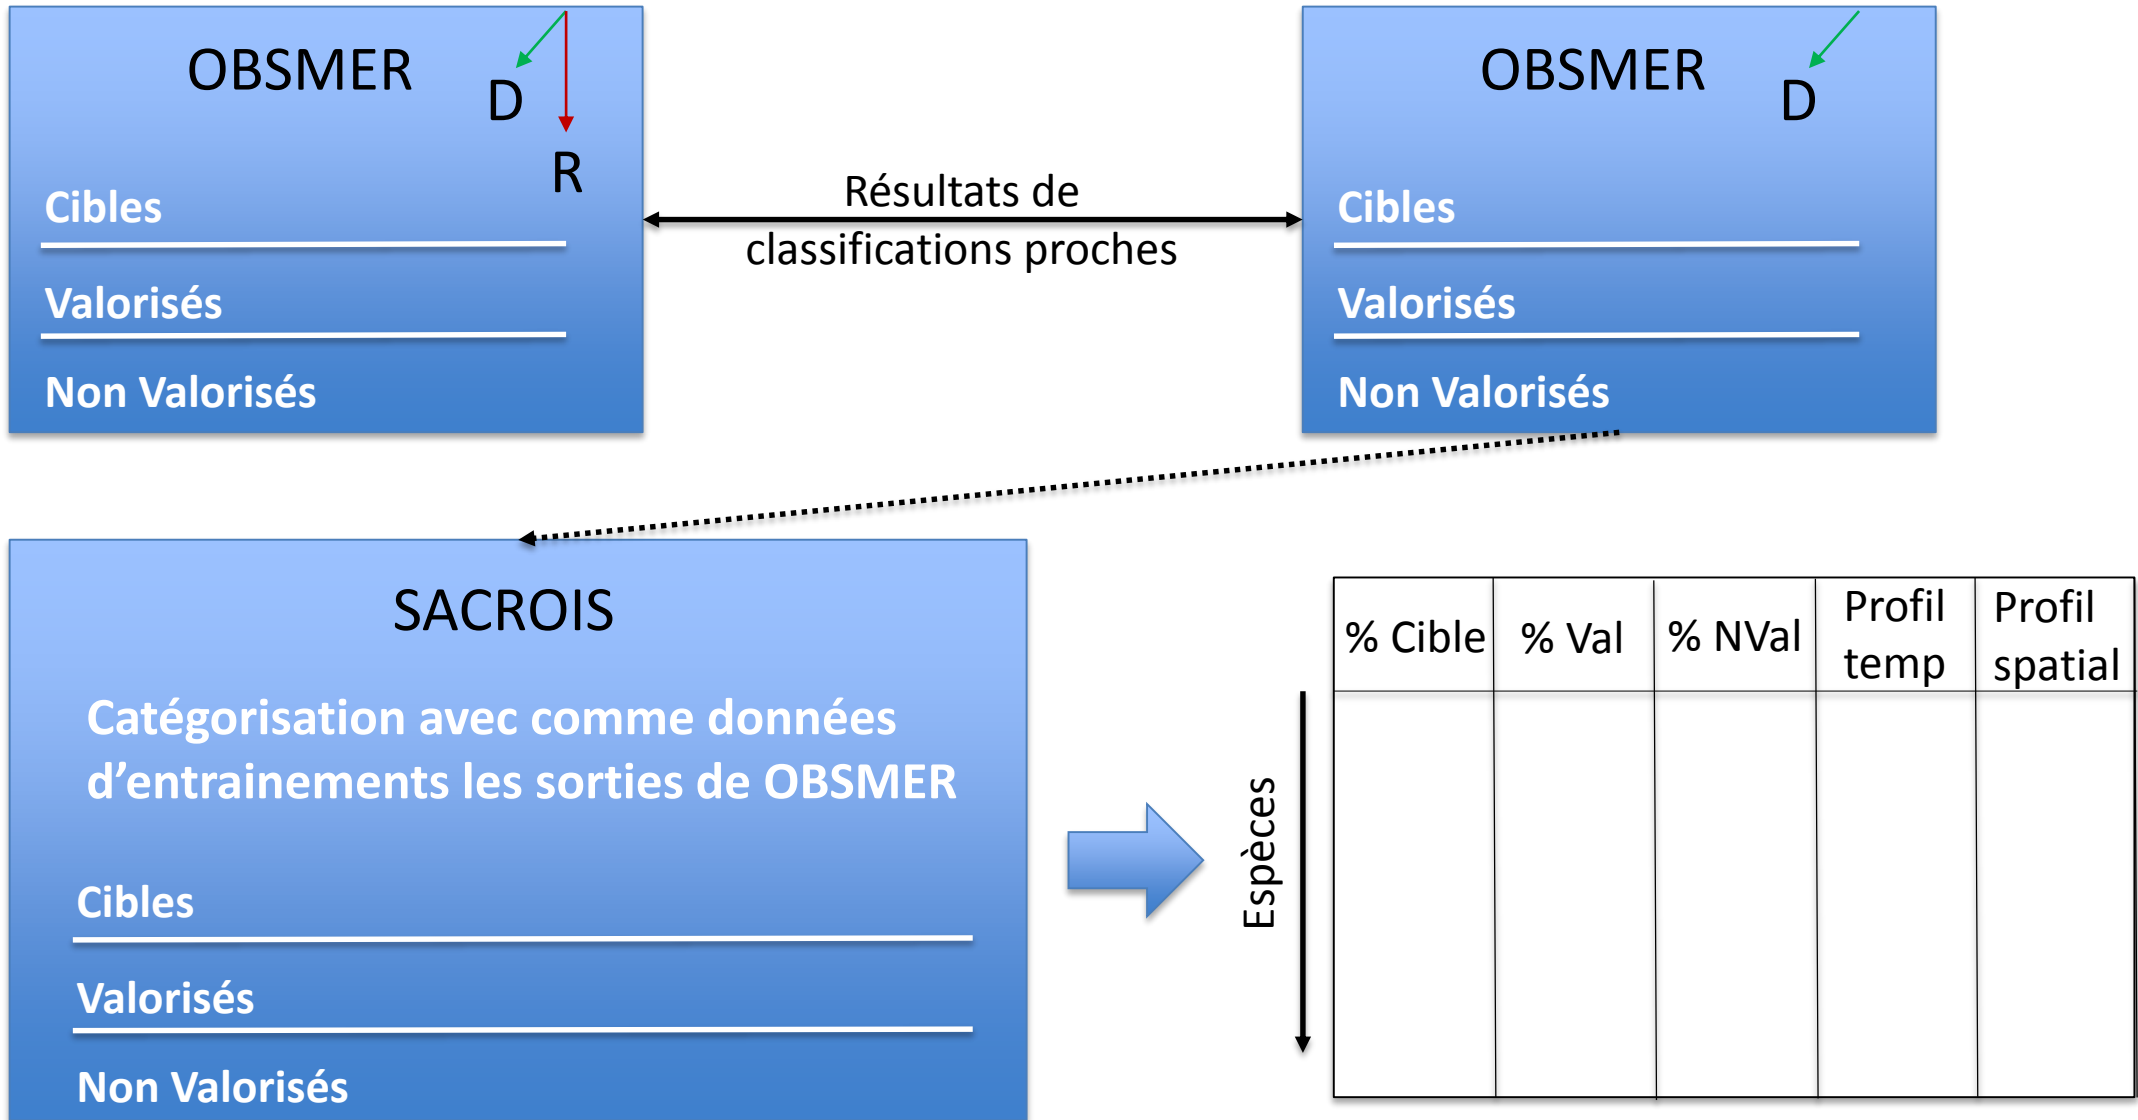 OBSMER
D
R
Cibles
Valorisés
Non Valorisés
Résultats de
classifications proches
OBSMER
D
Cibles
Valorisés
Non Valorisés
SACROIS
Catégorisation avec comme données
d’entrainements les sorties de OBSMER
Cibles
Valorisés
Non Valorisés
Espèces
% Cible
% Val
% NVal
Profil
temp
Profil
spatial